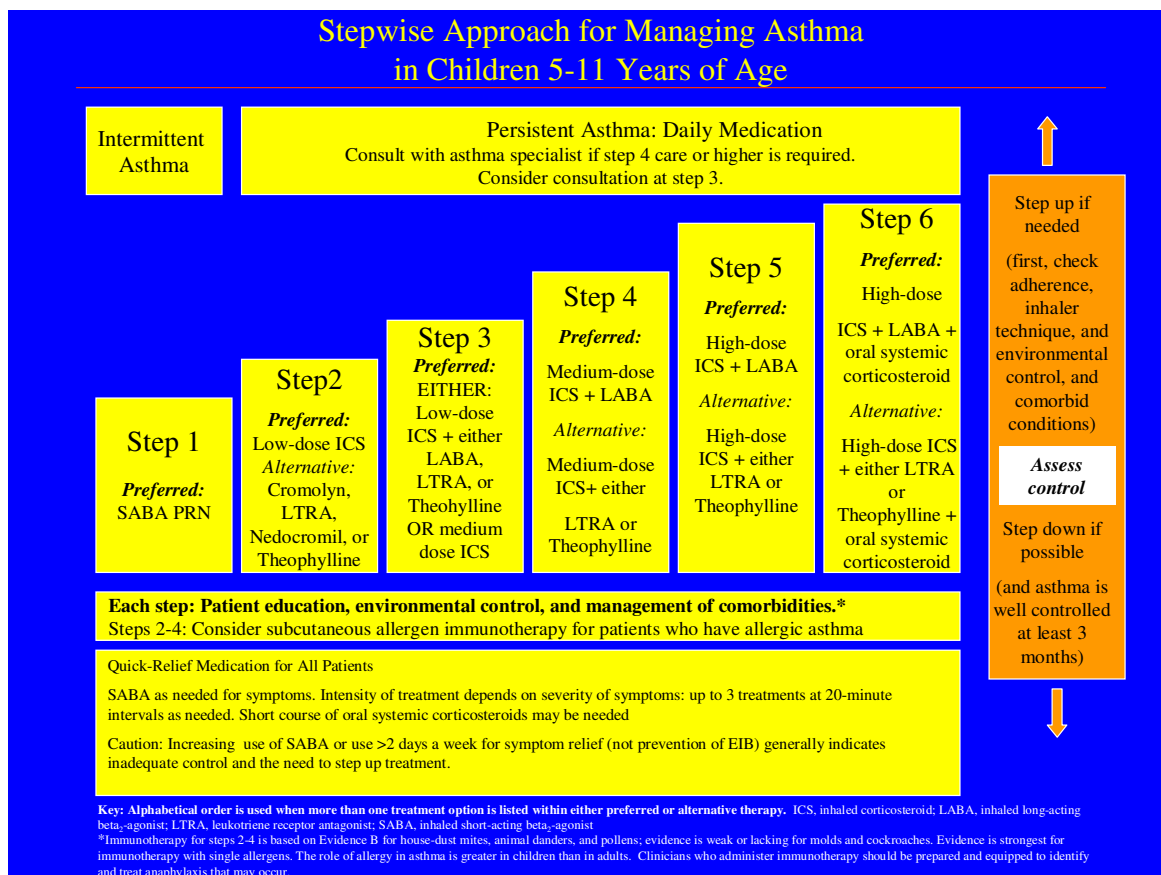 Stepwise Approach for Managing Asthma
in Children 5-11 Years of Age
Intermittent
Asthma
Persistent Asthma: Daily Medication
Consult with asthma specialist if step 4 care or higher is required.
Consider consultation at step 3.
Step 1
Preferred:
SABA PRN
Step2
Preferred:
Low-dose ICS
Alternative:
Cromolyn,
LTRA,
Nedocromil, or
Theophylline
Step 3
Preferred:
EITHER:
Low-dose
ICS + either
LABA,
LTRA, or
Theohylline
OR medium
dose ICS
Step 4
Preferred:
Medium-dose
ICS + LABA
Alternative:
Medium-dose
ICS+ either
LTRA or
Theophylline
Step 5
Preferred:
High-dose
ICS + LABA
Alternative:
High-dose
ICS + either
LTRA or
Theophylline
Step 6
Preferred:
High-dose
ICS + LABA +
oral systemic
corticosteroid
Alternative:
High-dose ICS
+ either LTRA
or
Theophylline +
oral systemic
corticosteroid
Step up if
needed
(first, check
adherence,
inhaler
technique, and
environmental
control, and
comorbid
conditions)
Assess
control
Step down if
possible
(and asthma is
well controlled
at least 3
months)
Each step: Patient education, environmental control, and management of comorbidities.*
Steps 2-4: Consider subcutaneous allergen immunotherapy for patients who have allergic asthma
Quick-Relief Medication for All Patients
SABA as needed for symptoms. Intensity of treatment depends on severity of symptoms: up to 3 treatments at 20-minute
intervals as needed. Short course of oral systemic corticosteroids may be needed
Caution: Increasing use of SABA or use >2 days a week for symptom relief (not prevention of EIB) generally indicates
inadequate control and the need to step up treatment.
Key: Alphabetical order is used when more than one treatment option is listed within either preferred or alternative therapy. ICS, inhaled corticosteroid; LABA, inhaled long-acting
beta₂-agonist; LTRA, leukotriene receptor antagonist; SABA, inhaled short-acting beta₂-agonist
*Immunotherapy for steps 2-4 is based on Evidence B for house-dust mites, animal danders, and pollens; evidence is weak or lacking for molds and cockroaches. Evidence is strongest for
immunotherapy with single allergens. The role of allergy in asthma is greater in children than in adults. Clinicians who administer immunotherapy should be prepared and equipped to identify
and treat anaphylaxis that may occur